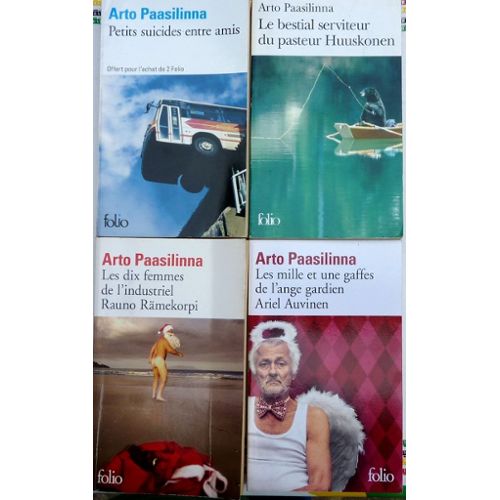 Arto Paasilinna
Petits suicides entre amis
Offert pour l'achat de 2 Folio
folio
Arto Paasilinna
Le bestial serviteur
du pasteur Huuskonen
folio
Arto Paasilinna
Les dix femmes
de l'industriel
Rauno Rämekorpi
folio
Arto Paasilinna
Les mille et une gaffes
de l'ange gardien
Ariel Auvinen
folio